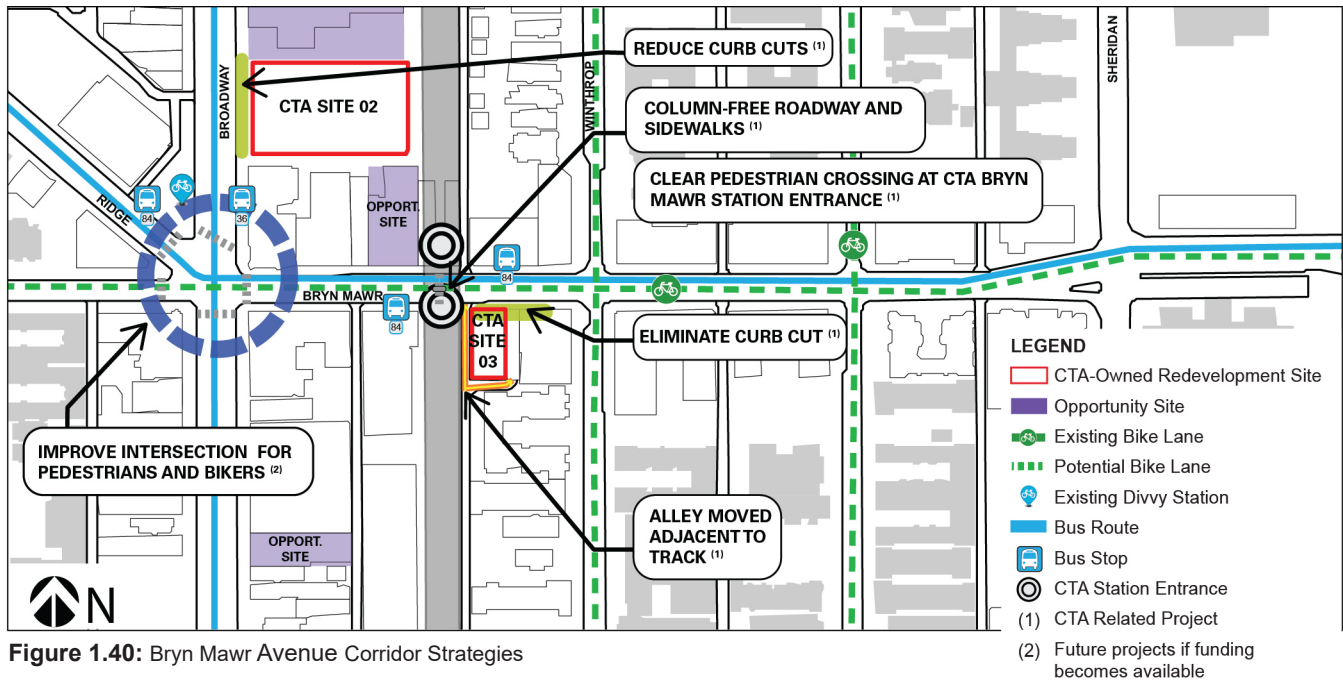 REDUCE CURB CUTS (1)
BROADWAY
CTA SITE 02
WINTHROP
SHERIDAN
COLUMN-FREE ROADWAY AND
SIDEWALKS (1)
CLEAR PEDESTRIAN CROSSING AT CTA BRYN
MAWR STATION ENTRANCE (1)
RIDGE
84
36
OPPORT.
SITE
84
BRYN MAWR
84
CTA
SITE
03
ELIMINATE CURB CUT (1)
IMPROVE INTERSECTION FOR
PEDESTRIANS AND BIKERS (2)
ALLEY MOVED
ADJACENT TO
TRACK (1)
OPPORT.
SITE
N
LEGEND
CTA-Owned Redevelopment Site
Opportunity Site
Existing Bike Lane
Potential Bike Lane
Existing Divvy Station
Bus Route
Bus Stop
CTA Station Entrance
(1) CTA Related Project
(2) Future projects if funding
becomes available
Figure 1.40: Bryn Mawr Avenue Corridor Strategies